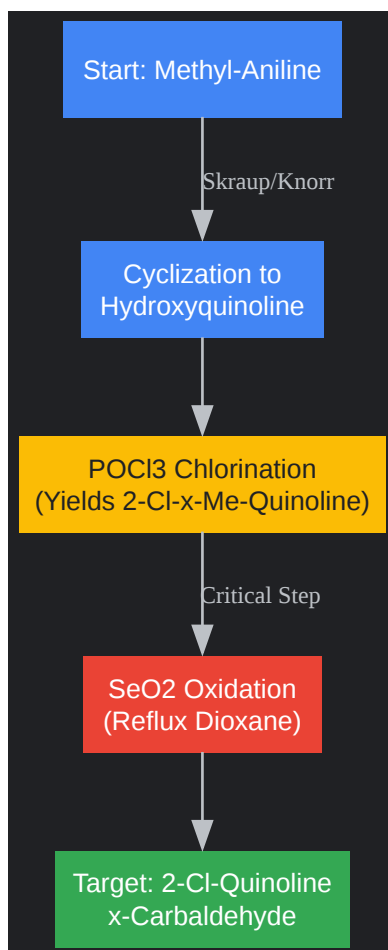 Start: Methyl-Aniline
Skraup/Knorr
Cyclization to
Hydroxyquinoline
POCl3 Chlorination
(Yields 2-Cl-x-Me-Quinoline)
Critical Step
SeO2 Oxidation
(Reflux Dioxane)
Target: 2-Cl-Quinoline
x-Carbaldehyde